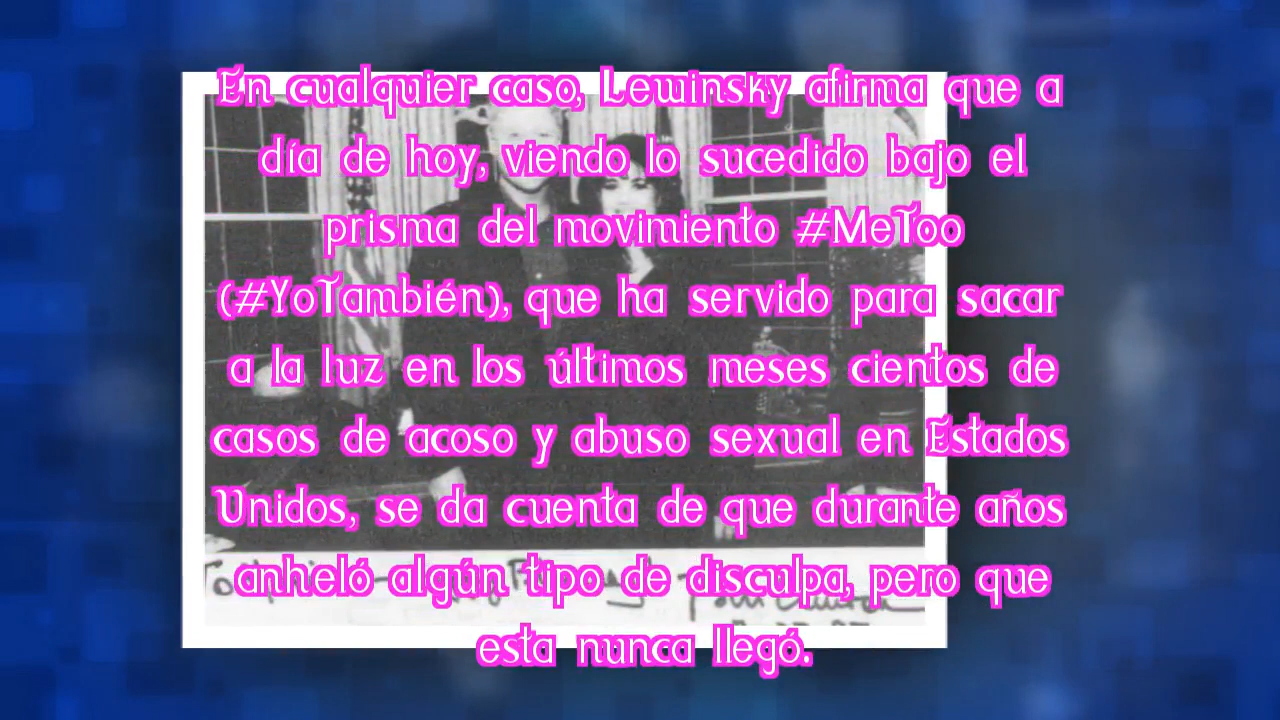 En cualquier caso, Lewinsky afirma que a
día de hoy, viendo lo sucedido bajo el
prisma del movimiento #MeToo
(#YoTambién), que ha servido para sacar
a la luz en los últimos meses cientos de
casos de acoso y abuso sexual en Estados
Unidos, se da cuenta de que durante años
anheló algún tipo de disculpa, pero que
esta nunca llegó.